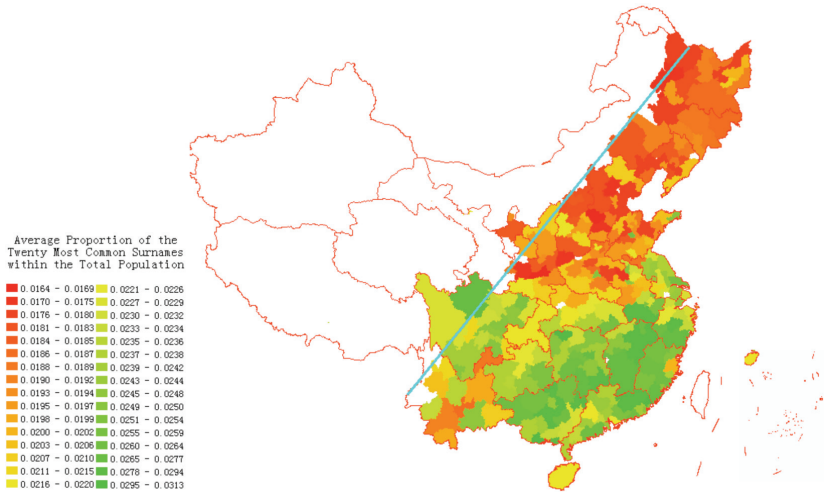 Average Proportion of the
Twenty Most Common Surnames
within the Total Population
0.0164 - 0.0169 0.0221 - 0.0226
0.0170 - 0.0175 0.0227 - 0.0229
0.0176 - 0.0180 0.0230 - 0.0232
0.0181 - 0.0183 0.0233 - 0.0234
0.0184 - 0.0185 0.0235 - 0.0236
0.0186 - 0.0187 0.0237 - 0.0238
0.0188 - 0.0189 0.0239 - 0.0242
0.0190 - 0.0192 0.0243 - 0.0244
0.0193 - 0.0194 0.0245 - 0.0248
0.0195 - 0.0197 0.0249 - 0.0250
0.0198 - 0.0199 0.0251 - 0.0254
0.0200 - 0.0202 0.0255 - 0.0259
0.0203 - 0.0206 0.0260 - 0.0264
0.0207 - 0.0210 0.0265 - 0.0277
0.0211 - 0.0215 0.0278 - 0.0294
0.0216 - 0.0220 0.0295 - 0.0313